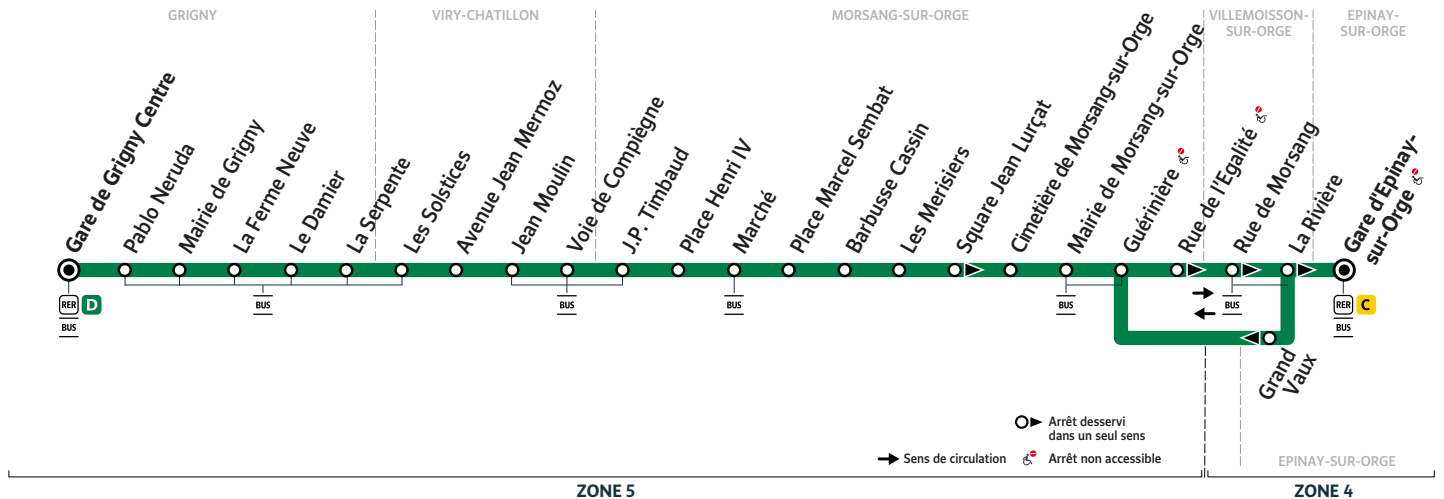 GRIGNY
VIRY-CHATILLON
MORSANG-SUR-ORGE
VILLEMOISSON-
SUR-ORGE
EPINAY-
SUR-ORGE
Gare de Grigny Centre
Pablo Neruda
Mairie de Grigny
La Ferme Neuve
Le Damier
La Serpente
Les Solstices
Avenue Jean Mermoz
Jean Moulin
Voie de Compiègne
J.P. Timbaud
Place Henri IV
Marché
Place Marcel Sembat
Barbusse Cassin
Les Merisiers
Square Jean Lurçat
Cimetière de Morsang-sur-Orge
Mairie de Morsang-sur-Orge
Guérinière
Rue de l'Egalité
Rue de Morsang
La Rivière
Gare d'Epinay-
sur-Orge
RER D
BUS
BUS
BUS
BUS
BUS
BUS
RER C
BUS
Grand
Vaux
Arrêt desservi
dans un seul sens
Sens de circulation
Arrêt non accessible
EPINAY-SUR-ORGE
ZONE 5
ZONE 4